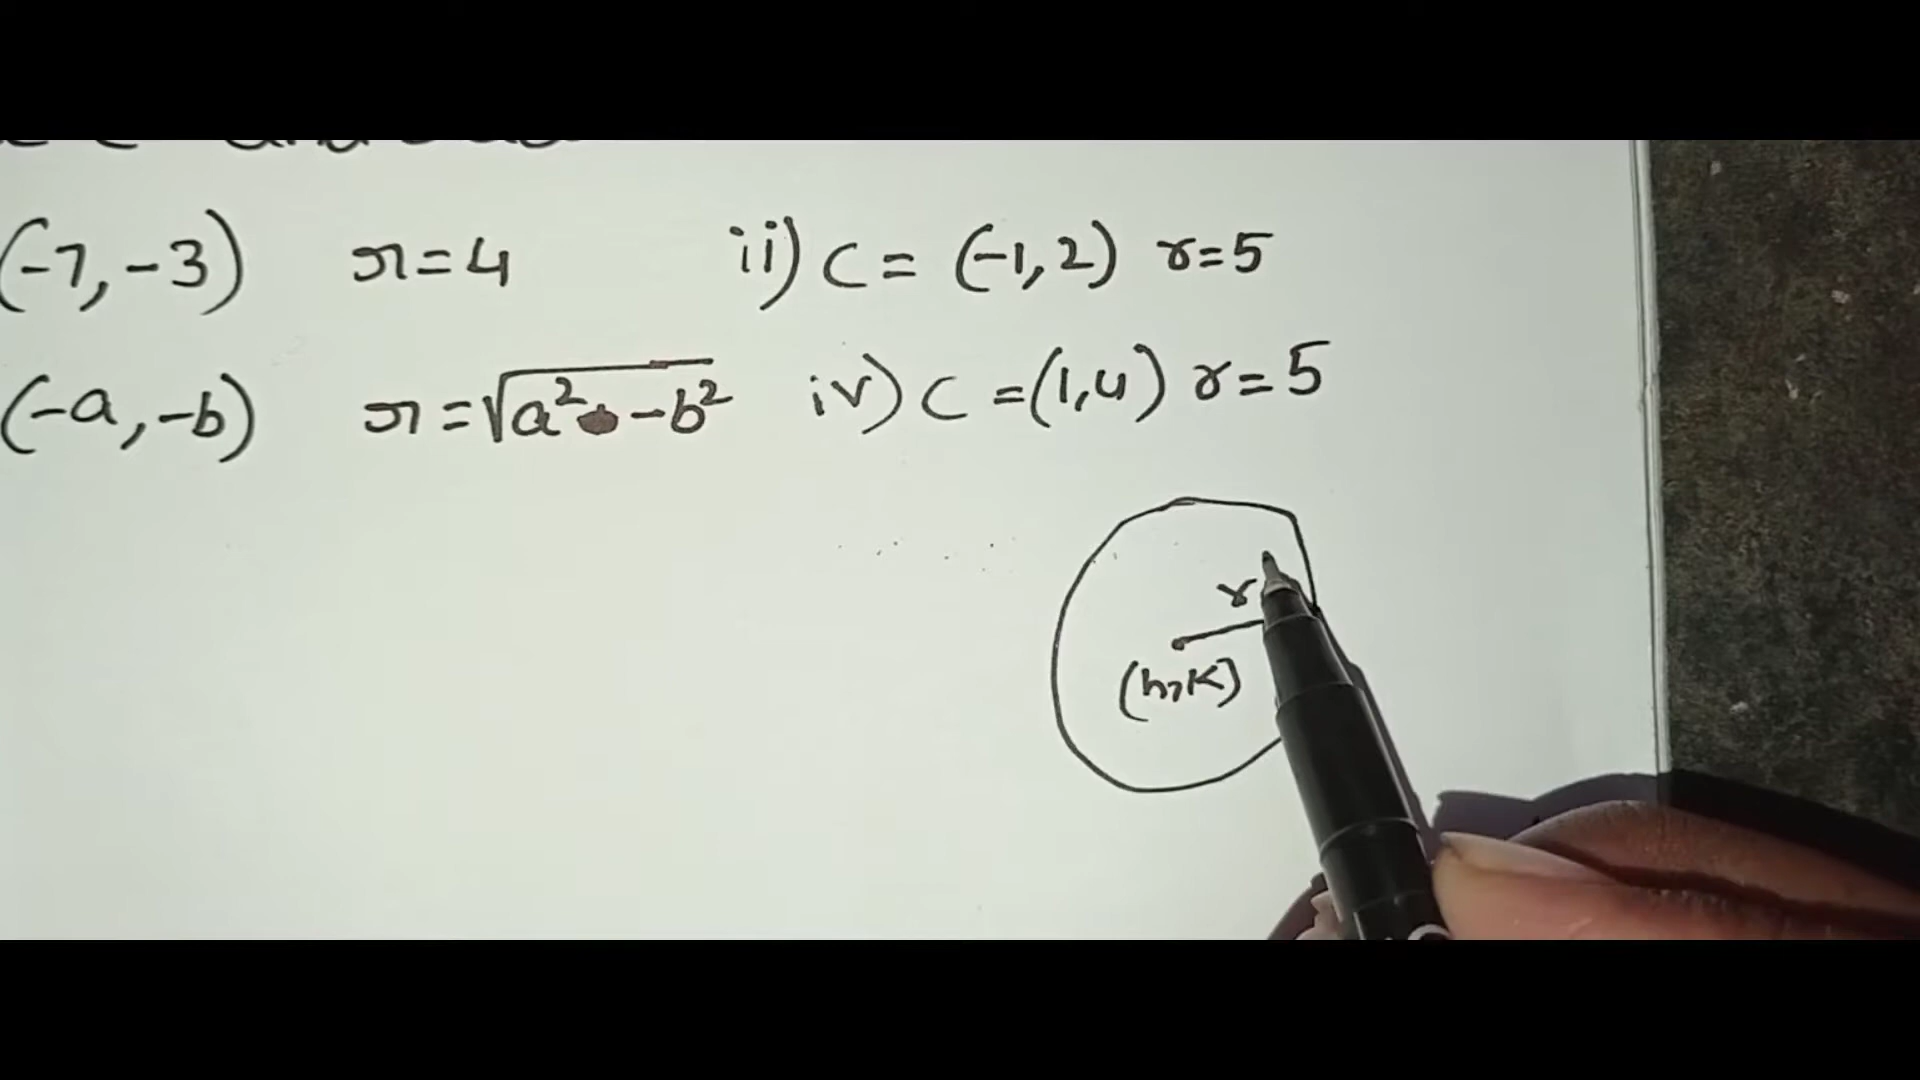 (-7, -3) r=4 ii) C = (-1, 2) r=5
(-a, -b) r=√a² -b² iv) C =(1,4) r=5
r
(h,k)